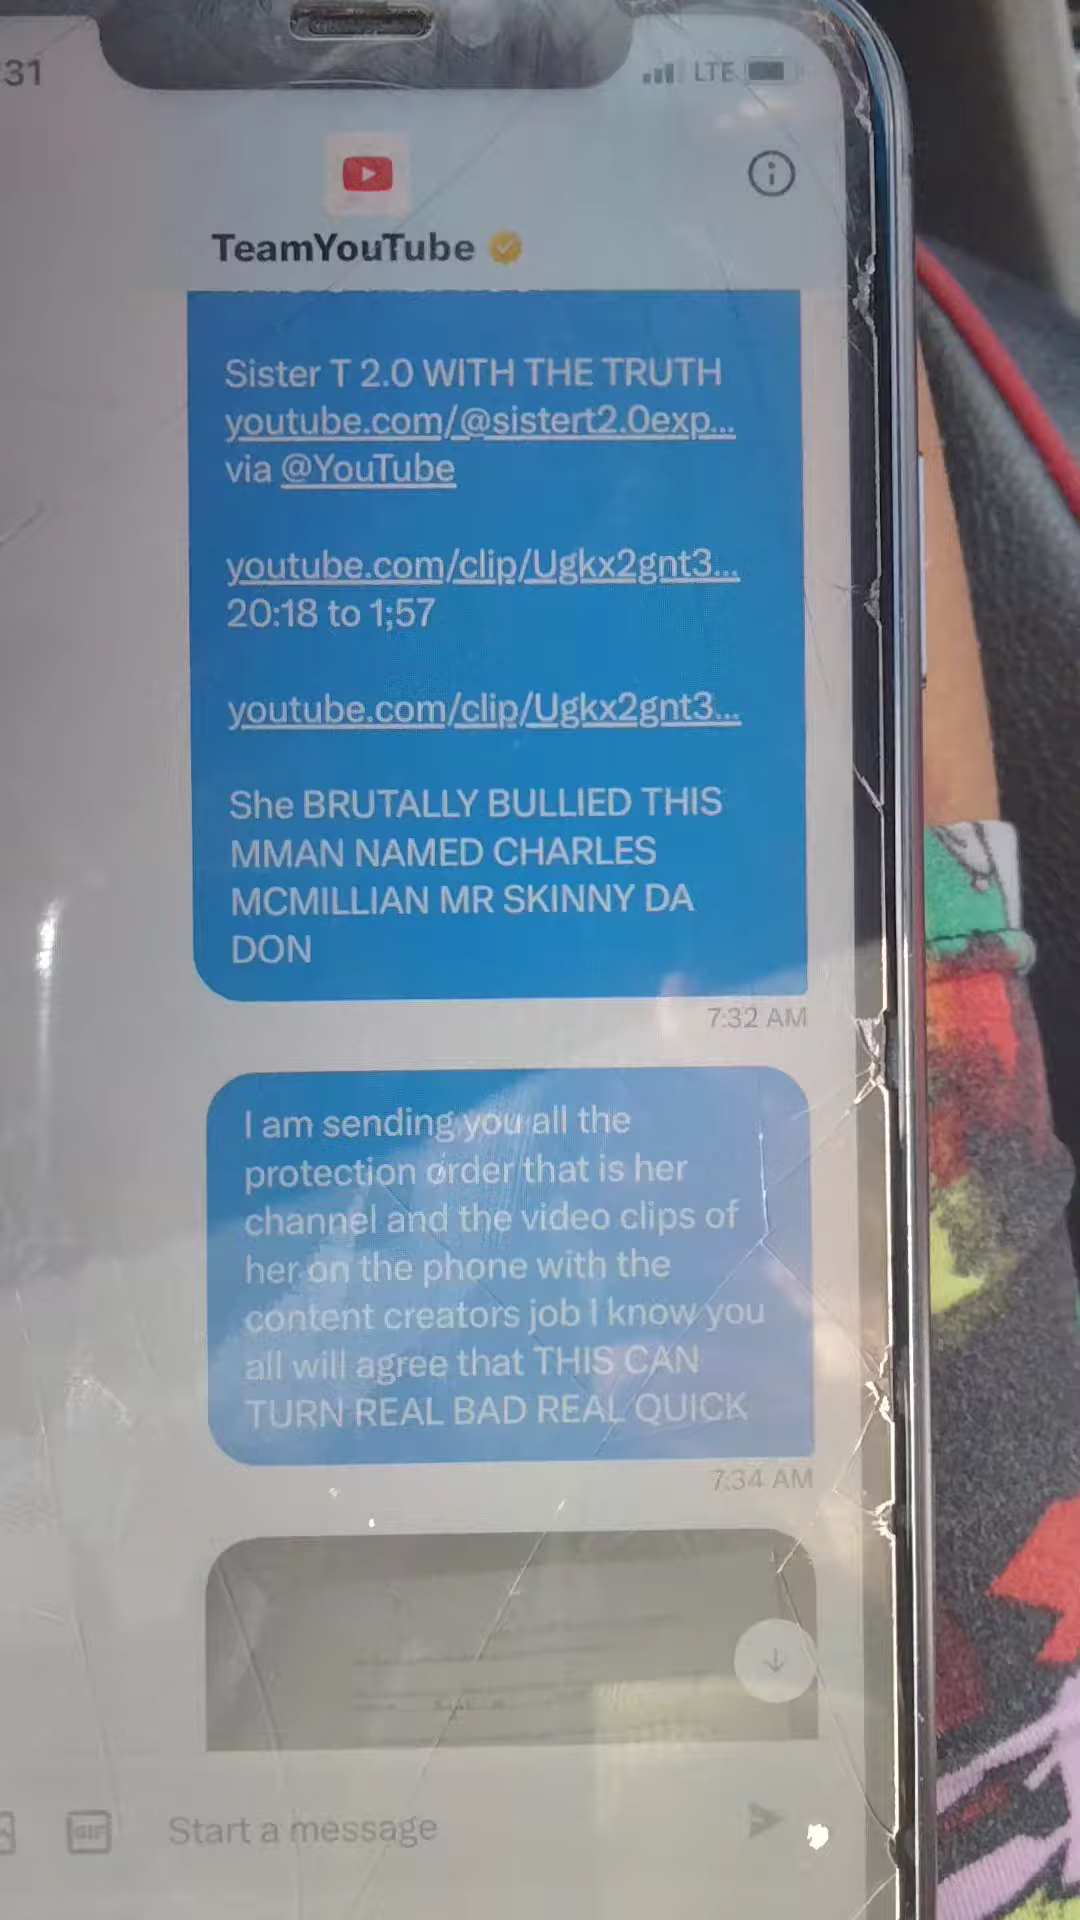 31
LTE
TeamYouTube
Sister T 2.0 WITH THE TRUTH
youtube.com/@sistert2.0exp...
via @YouTube
youtube.com/clip/Ugkx2gnt3...
20:18 to 1;57
youtube.com/clip/Ugkx2gnt3...
She BRUTALLY BULLIED THIS
MMAN NAMED CHARLES
MCMILLIAN MR SKINNY DA
DON
7:32 AM
I am sending you all the
protection order that is her
channel and the video clips of
her on the phone with the
content creators job I know you
all will agree that THIS CAN
TURN REAL BAD REAL QUICK
7:34 AM
GIF
Start a message